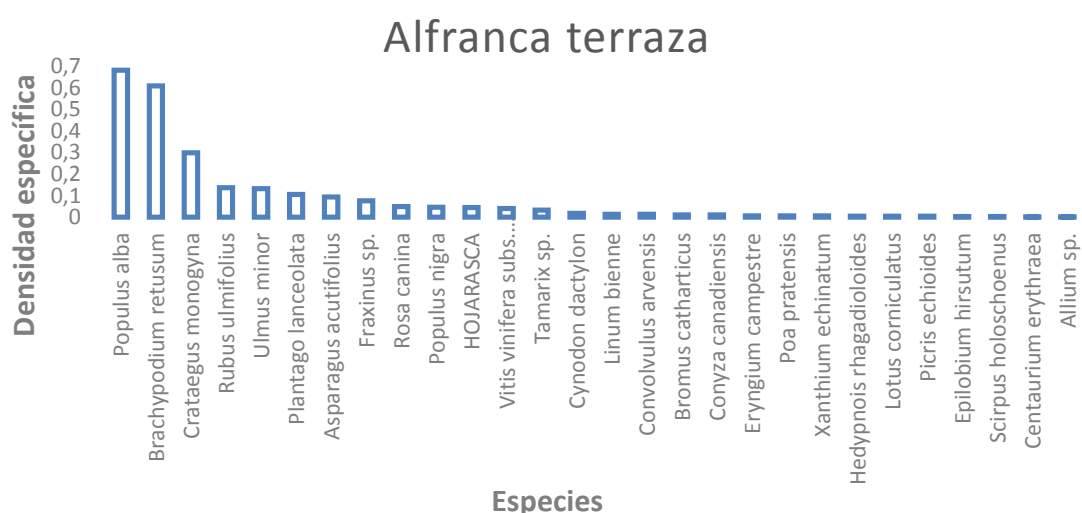 Alfranca terraza
Densidad específica
0,7
0,6
0,5
0,4
0,3
0,2
0,1
0
Populus alba
Brachypodium retusum
Crataegus monogyna
Rubus ulmifolius
Ulmus minor
Plantago lanceolata
Asparagus acutifolius
Fraxinus sp.
Rosa canina
Populus nigra
HOJARASCA
Vitis vinifera subs...
Tamarix sp.
Cynodon dactylon
Linum bienne
Convolvulus arvensis
Bromus catharticus
Conyza canadiensis
Eryngium campestre
Poa pratensis
Xanthium echinatum
Hedypnois rhagadioloides
Lotus corniculatus
Picris echioides
Epilobium hirsutum
Scirpus holoschoenus
Centaurium erythraea
Allium sp.
Especies